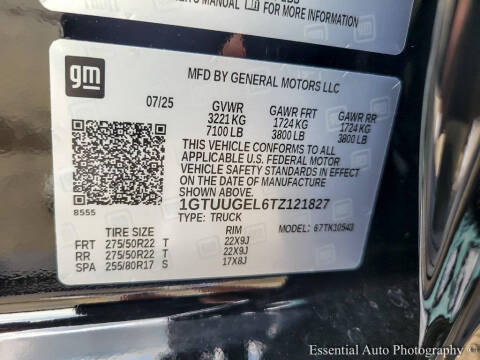 LBS
ER'S MANUAL FOR MORE INFORMATION
gm
MFD BY GENERAL MOTORS LLC
07/25 GVWR GAWR FRT GAWR RR
3221 KG 1724 KG 1724 KG
7100 LB 3800 LB 3800 LB
THIS VEHICLE CONFORMS TO ALL
APPLICABLE U.S. FEDERAL MOTOR
VEHICLE SAFETY STANDARDS IN EFFECT
ON THE DATE OF MANUFACTURE
SHOWN ABOVE.
8555
1GTUUGEL6TZ121827
TYPE: TRUCK MODEL: 67TK10543
TIRE SIZE RIM
FRT 275/50R22 T 22X9J
RR 275/50R22 T 22X9J
SPA 255/80R17 S 17X8J
Essential Auto Photography ©